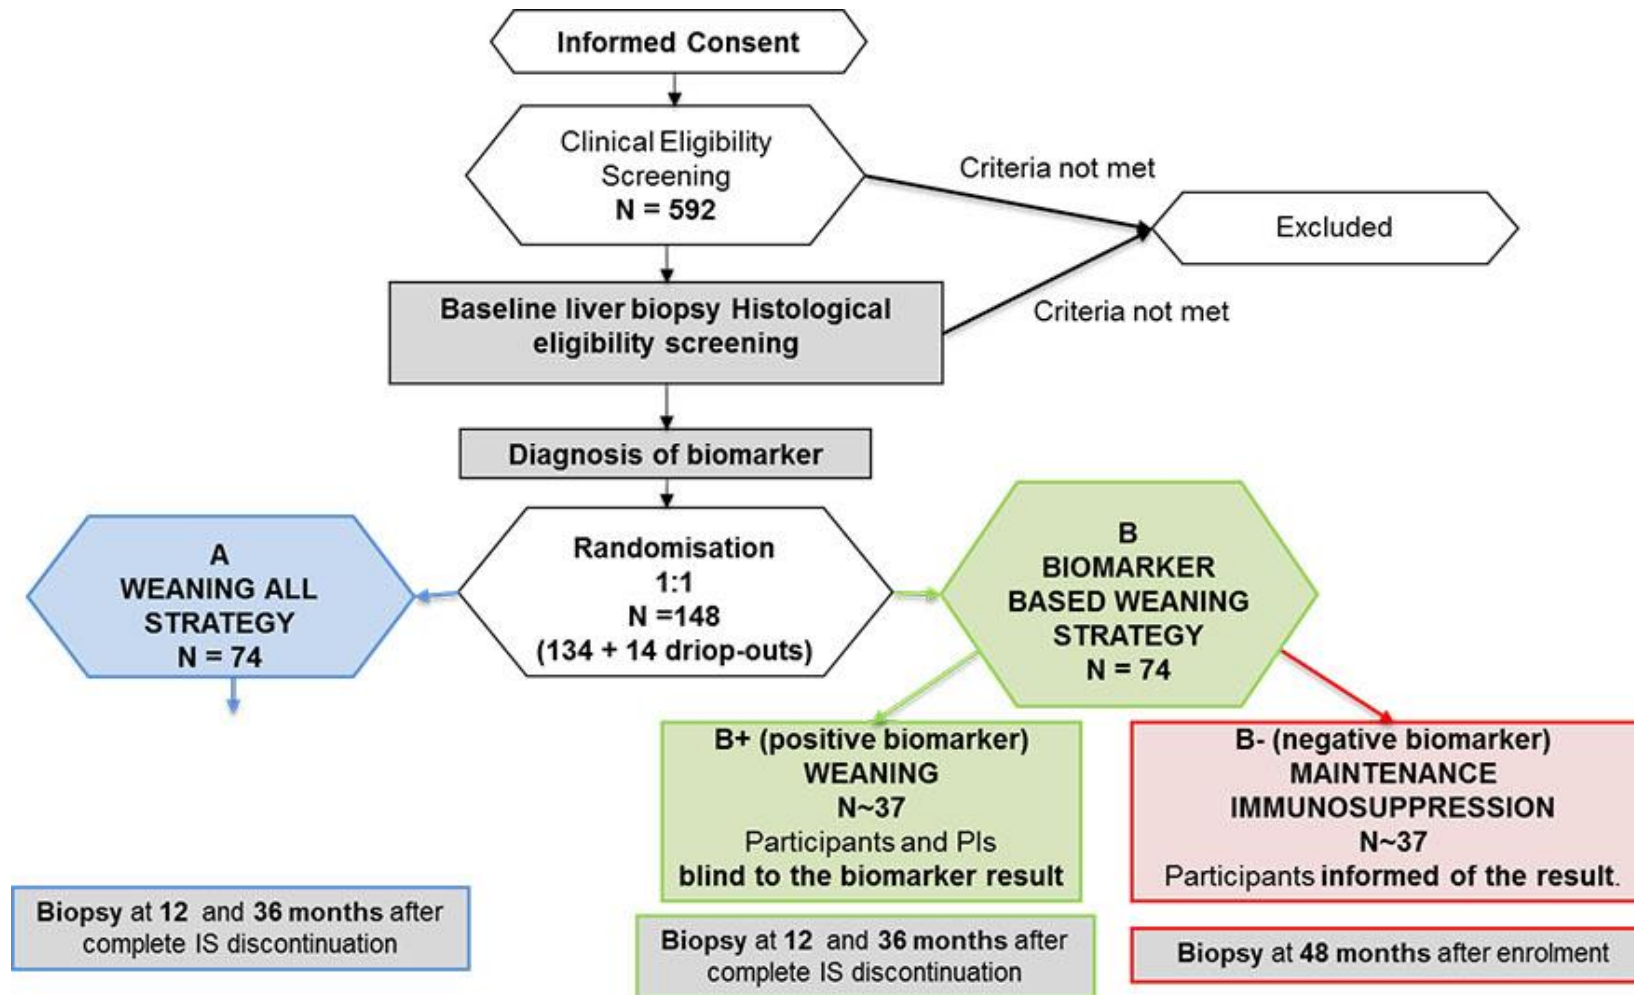 Informed Consent
Clinical Eligibility
Screening
N = 592
Criteria not met
Excluded
Baseline liver biopsy Histological
eligibility screening
Criteria not met
Diagnosis of biomarker
A
WEANING ALL
STRATEGY
N = 74
Randomisation
1:1
N =148
(134 + 14 driop-outs)
B
BIOMARKER
BASED WEANING
STRATEGY
N = 74
B+ (positive biomarker)
WEANING
N~37
Participants and PIs
blind to the biomarker result
B- (negative biomarker)
MAINTENANCE
IMMUNOSUPPRESSION
N~37
Participants informed of the result.
Biopsy at 12 and 36 months after
complete IS discontinuation
Biopsy at 12 and 36 months after
complete IS discontinuation
Biopsy at 48 months after enrolment